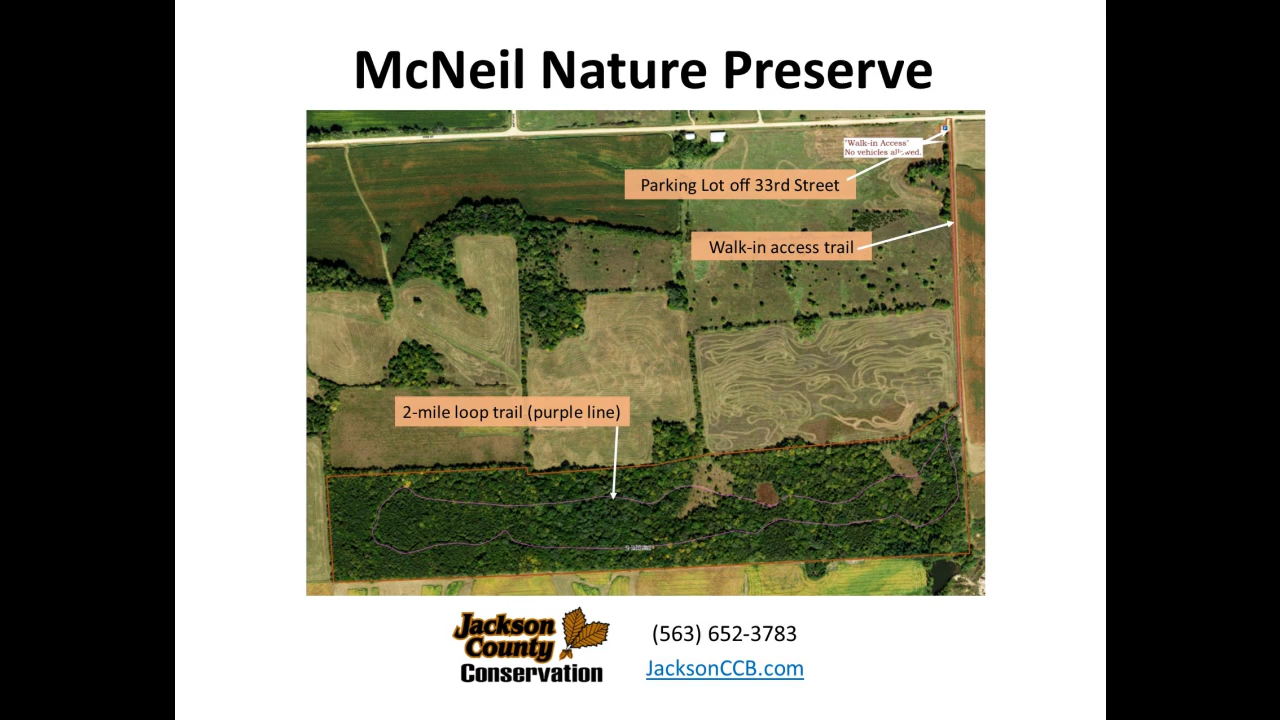 McNeil Nature Preserve
"Walk-in Access"
No vehicles allowed.
Parking Lot off 33rd Street
Walk-in access trail
2-mile loop trail (purple line)
Jackson
County
Conservation
(563) 652-3783
JacksonCCB.com